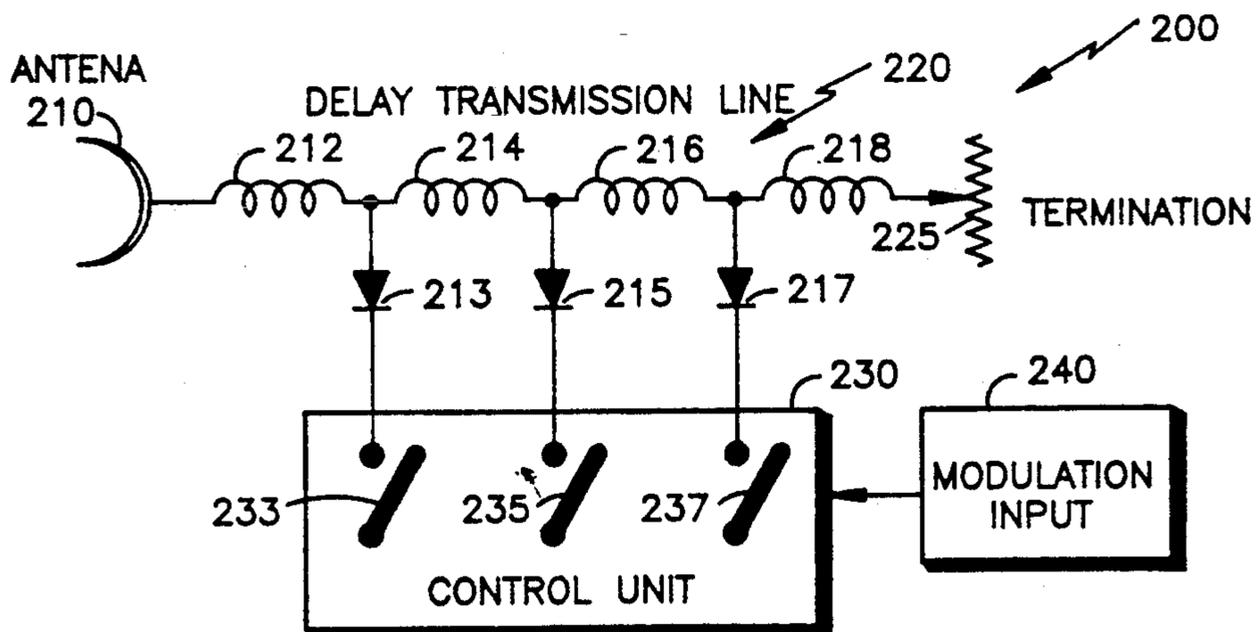 200
ANTENA
210
DELAY TRANSMISSION LINE
220
212
214
216
218
225
TERMINATION
213
215
217
230
240
233
235
237
MODULATION
INPUT
CONTROL UNIT